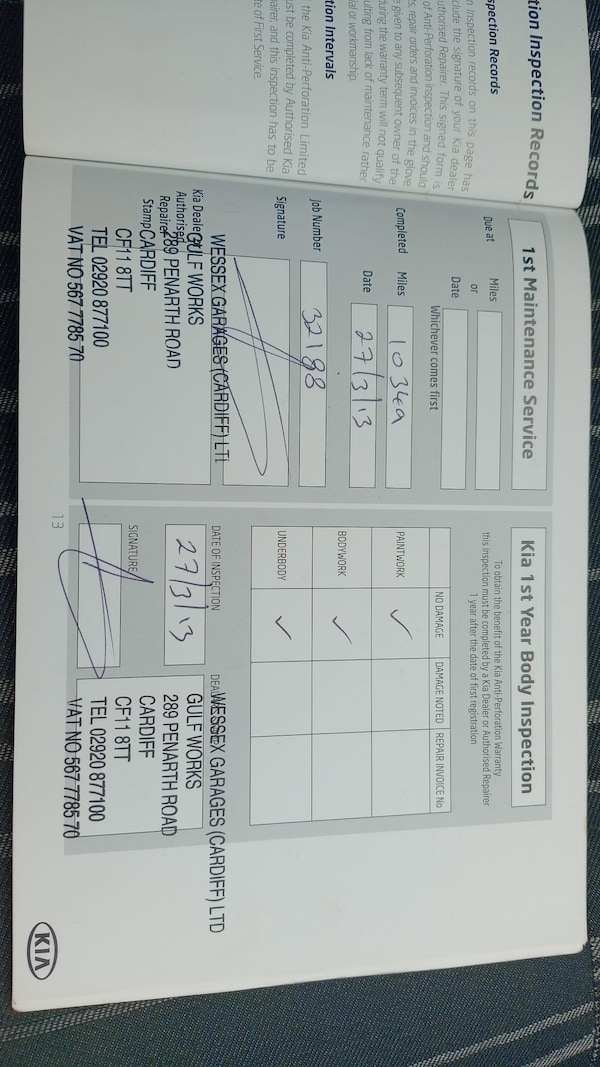 tion Inspection Records
spection Records
n Inspection records on this page has
clude the signature of your Kia dealer
uthorised Repairer. This signed form is
of Anti-Perforation inspection and should
ts, repair orders and invoices in the glove
e given to any subsequent owner of the
during the warranty term will not qualify
ulting from lack of maintenance rather
ial or workmanship.
tion Intervals
the Kia Anti-Perforation Limited
ust be completed by Authorised Kia
pairer, and this inspection has to be
te of First Service.
1st Maintenance Service
Due at Miles
or
Date
Whichever comes first
Completed Miles 10349
Date 27/3/13
Job Number 32198
Signature
Kia Dealer
Authorised
Repairer
Stamp
WESSEX GARAGES (CARDIFF) LTD
GULF WORKS
289 PENARTH ROAD
CARDIFF
CF11 8TT
TEL 02920 877100
VAT NO 567 7785 70
Kia 1st Year Body Inspection
To obtain the benefit of the Kia Anti-Perforation Warranty
this inspection must be completed by a Kia Dealer or Authorised Repairer
1 year after the date of first registration
NO DAMAGE DAMAGE NOTED REPAIR INVOICE No
PAINTWORK ✓
BODYWORK ✓
UNDERBODY ✓
DATE OF INSPECTION
27/3/13
SIGNATURE
WESSEX GARAGES (CARDIFF) LTD
GULF WORKS
289 PENARTH ROAD
CARDIFF
CF11 8TT
TEL 02920 877100
VAT NO 567 7785 70
13
KIA